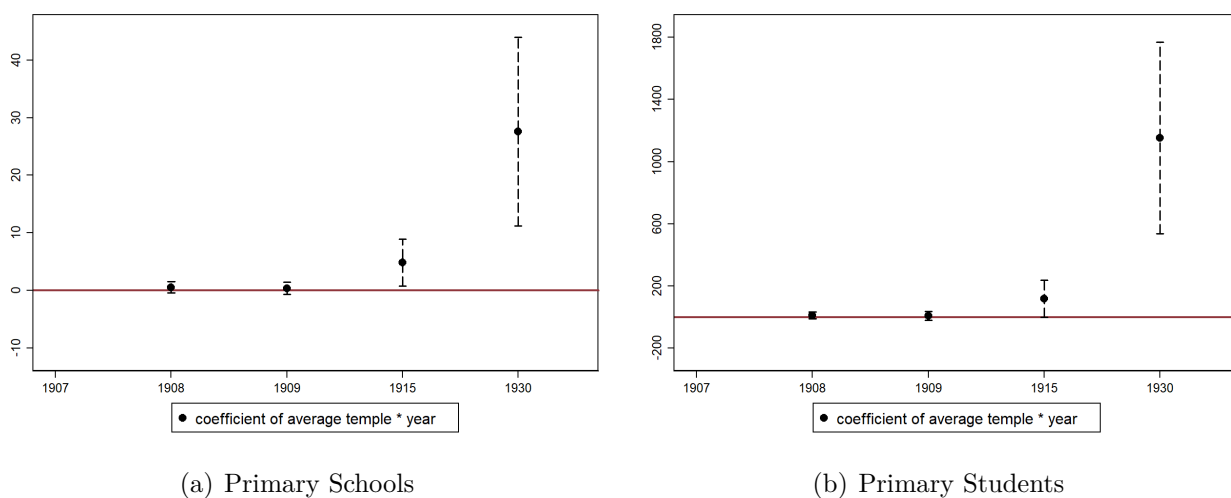 40
30
20
10
0
-10
1907 1908 1909 1915 1930
coefficient of average temple * year
(a) Primary Schools
1800
1400
1000
600
200
-200
1907 1908 1909 1915 1930
coefficient of average temple * year
(b) Primary Students